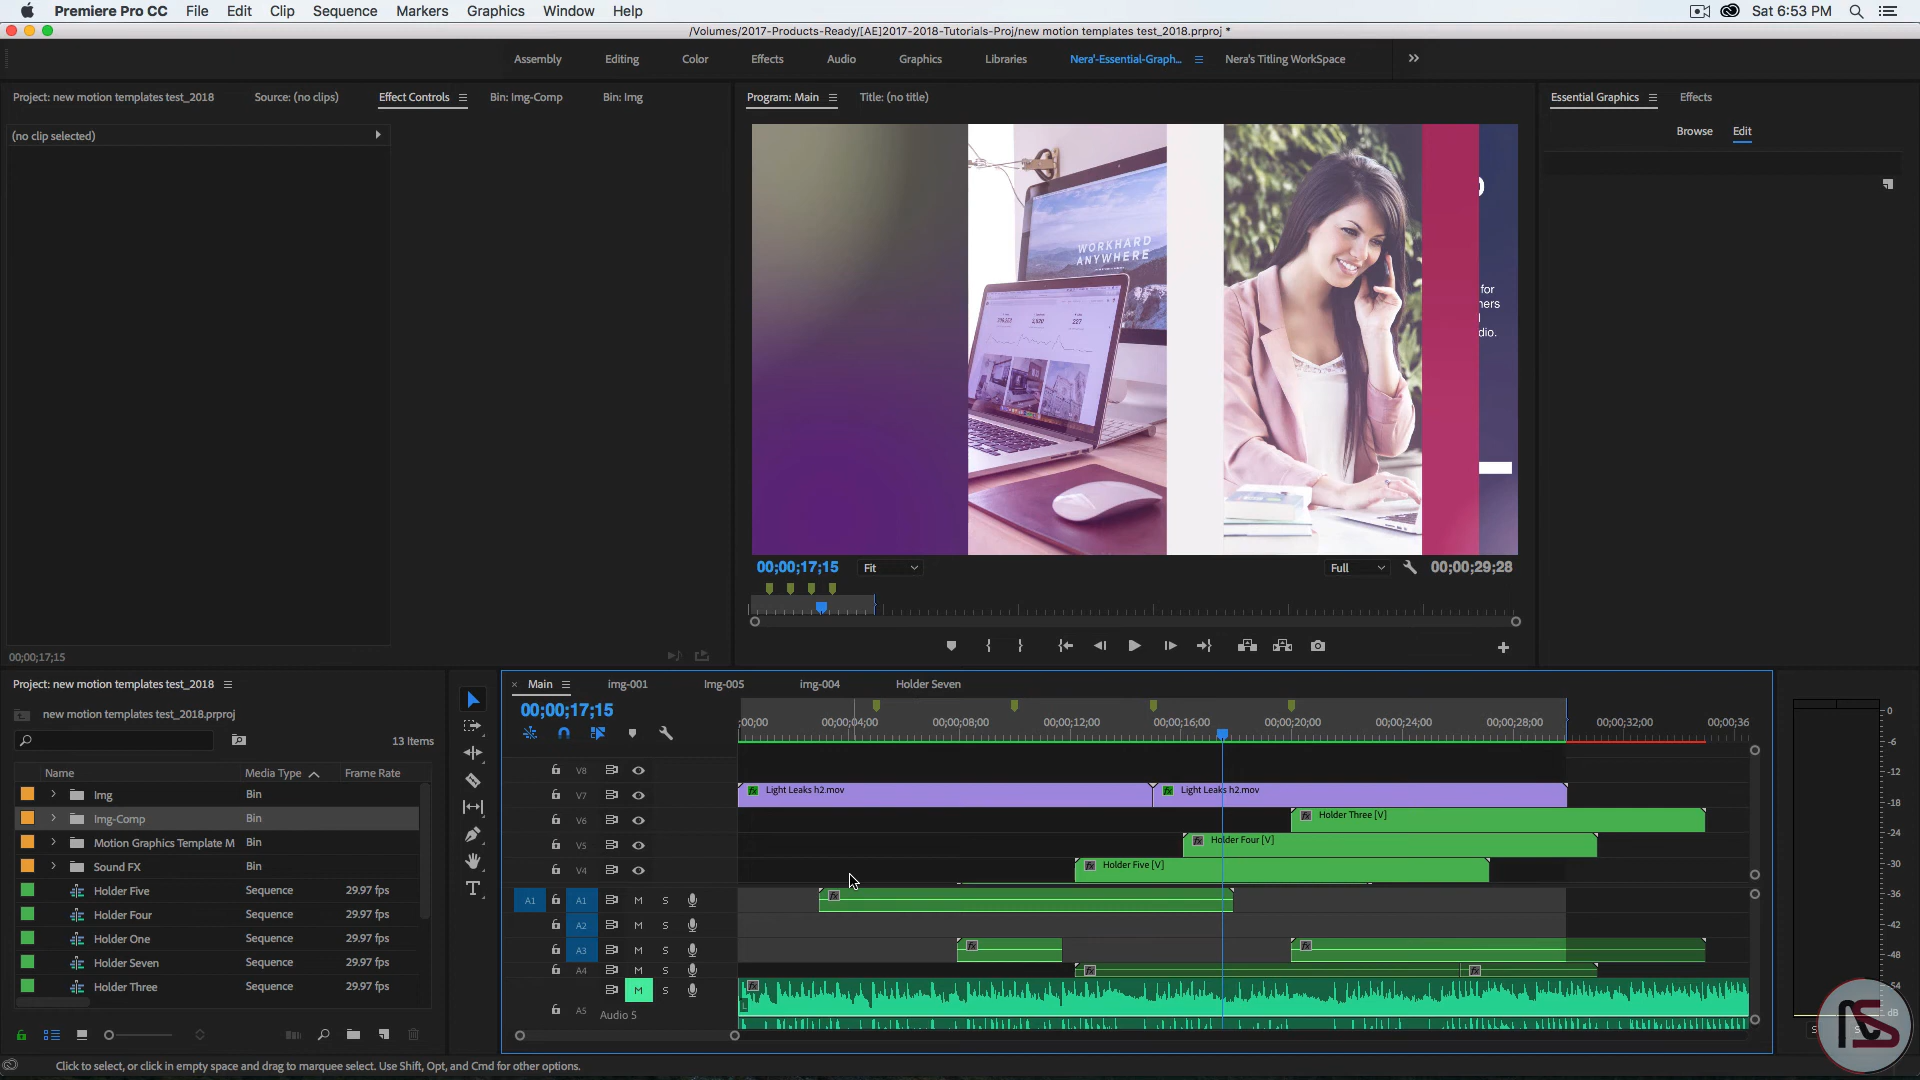 Premiere Pro CC File Edit Clip Sequence Markers Graphics Window Help Sat 6:53 PM
/Volumes/2017-Products-Ready/[AE]2017-2018-Tutorials-Proj/new motion templates test_2018.prproj *
Assembly Editing Color Effects Audio Graphics Libraries Nera'-Essential-Graph... Nera's Titling WorkSpace
Project: new motion templates test_2018 Source: (no clips) Effect Controls Bin: Img-Comp Bin: Img
Program: Main Title: (no title)
Essential Graphics Effects
(no clip selected)
Browse Edit
WORKHARD
ANYWHERE
for
ners
dio.
00;00;17;15 Fit Full 00;00;29;28
00;00;17;15
Project: new motion templates test_2018
new motion templates test_2018.prproj
13 Items
Name Media Type Frame Rate
Img Bin
Img-Comp Bin
Motion Graphics Template M Bin
Sound FX Bin
Holder Five Sequence 29.97 fps
Holder Four Sequence 29.97 fps
Holder One Sequence 29.97 fps
Holder Seven Sequence 29.97 fps
Holder Three Sequence 29.97 fps
× Main img-001 Img-005 img-004 Holder Seven
00;00;17;15
;00;00 00;00;04;00 00;00;08;00 00;00;12;00 00;00;16;00 00;00;20;00 00;00;24;00 00;00;28;00 00;00;32;00 00;00;36
V8
V7 fx Light Leaks h2.mov fx Light Leaks h2.mov
V6 fx Holder Three [V]
V5 fx Holder Four [V]
V4 fx Holder Five [V]
A1 A1 M S fx
A2 M S
A3 M S fx fx
A4 M S fx fx
M S fx
A5 Audio 5
L
0
-6
-12
-18
-24
-30
-36
-42
-48
-54
dB
S
Click to select, or click in empty space and drag to marquee select. Use Shift, Opt, and Cmd for other options.